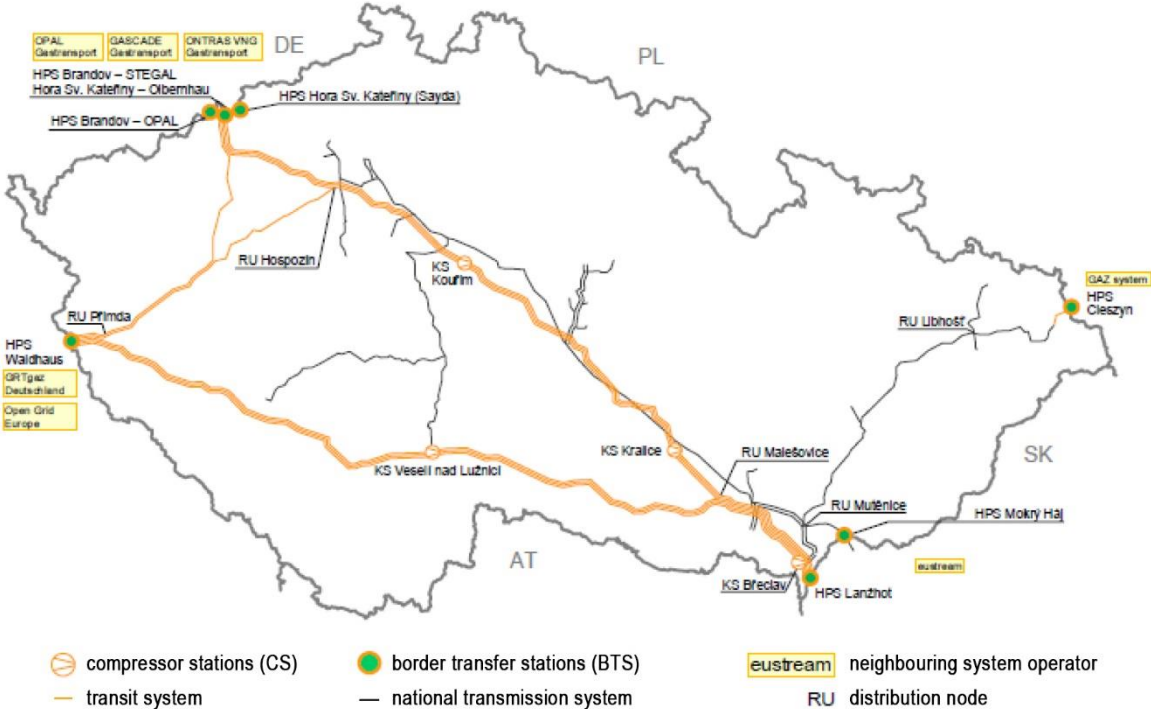 OPAL
Gastransport
GASCADE
Gastransport
ONTRAS VNG
Gastransport
DE
PL
HPS Brandov – STEGAL
Hora Sv. Kateřiny – Olbernhau
HPS Hora Sv. Kateřiny (Sayda)
HPS Brandov – OPAL
RU Hospozín
KS
Kouřim
GAZ system
HPS
Cieszyn
RU Přimda
RU Libhošť
HPS
Waidhaus
GRTgaz
Deutschland
Open Grid
Europe
KS Kralice
RU Malešovice
SK
KS Veselí nad Lužnicí
RU Mutěnice
HPS Mokrý Háj
AT
eustream
KS Břeclav
HPS Lanžhot
compressor stations (CS)
border transfer stations (BTS)
eustream
neighbouring system operator
transit system
national transmission system
RU
distribution node